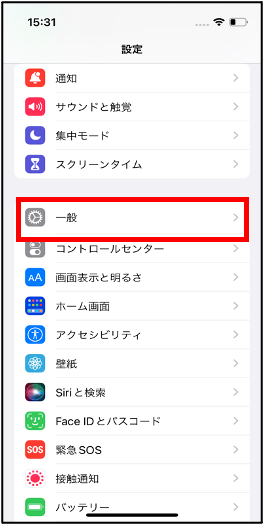 15:31
設定
通知
サウンドと触覚
集中モード
スクリーンタイム
一般
コントロールセンター
画面表示と明るさ
AA
ホーム画面
アクセシビリティ
壁紙
Siriと検索
Face IDとパスコード
SOS
緊急SOS
接触通知
バッテリー